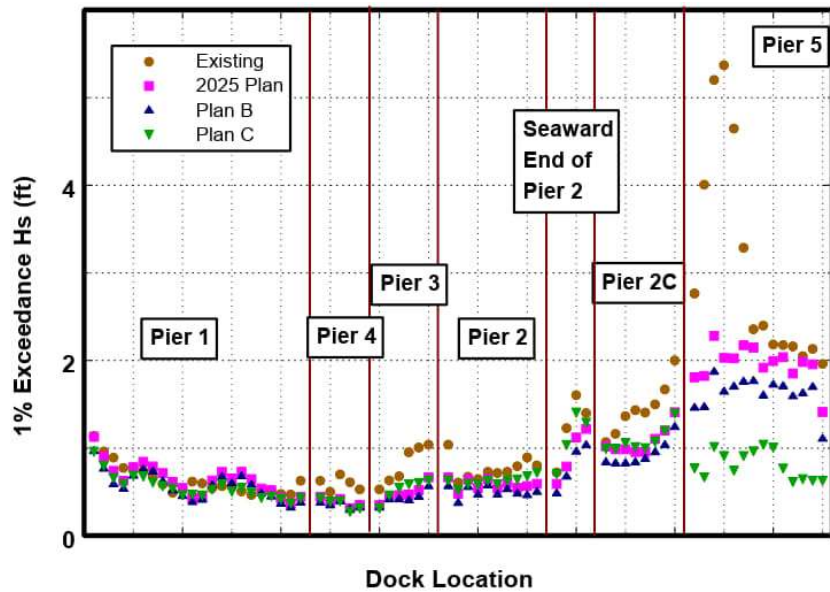 Pier 5
Existing
2025 Plan
Plan B
Plan C
Seaward
End of
Pier 2
1% Exceedance Hs (ft)
4
Pier 3
Pier 2C
Pier 1
Pier 4
Pier 2
2
0
Dock Location